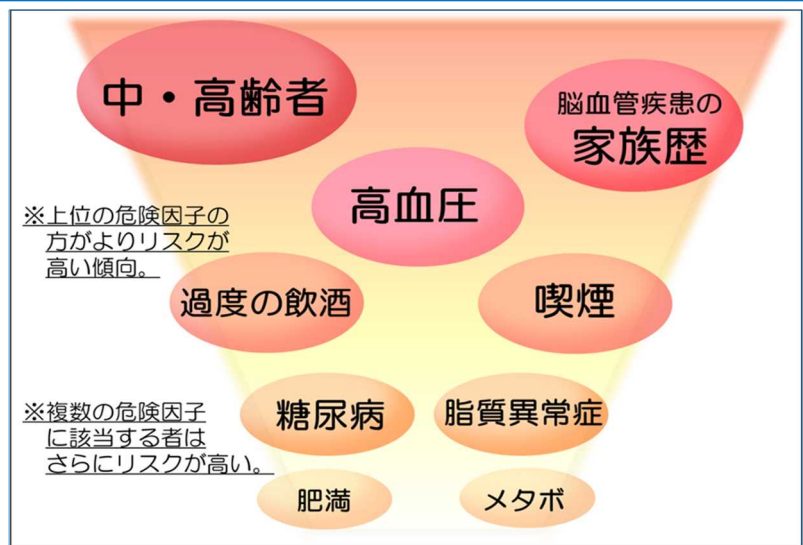 中・高齢者
脳血管疾患の
家族歴
高血圧
※上位の危険因子の
方がよりリスクが
高い傾向。
過度の飲酒
喫煙
糖尿病
脂質異常症
※複数の危険因子
に該当する者は
さらにリスクが高い。
肥満
メタボ